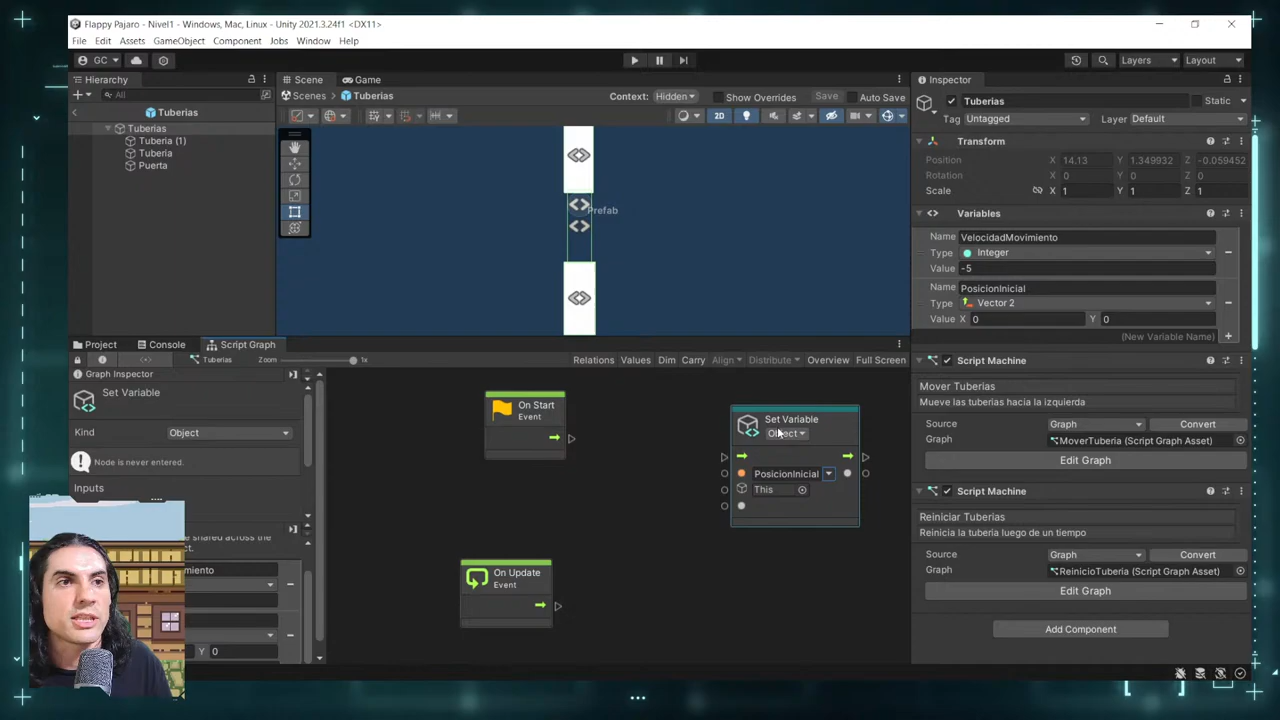 Flappy Pajaro - Nivel1 - Windows, Mac, Linux - Unity 2021.3.24f1 <DX11>
File Edit Assets GameObject Component Jobs Window Help
GC
Layers
Layout
Hierarchy
All
Tuberias
Tuberias
Tuberia (1)
Tuberia
Puerta
Scene
Game
Scenes
Tuberias
Context: Hidden
Show Overrides
Save
Auto Save
2D
Prefab
Project
Console
Script Graph
Tuberias
Zoom
1x
Relations Values Dim Carry Align Distribute Overview Full Screen
Graph Inspector
Set Variable
Kind
Object
Node is never entered.
Inputs
Y 0
On Start
Event
Set Variable
Object
PosicionInicial
This
On Update
Event
Inspector
Tuberias
Static
Tag Untagged
Layer Default
Transform
Position X 14.13 Y 1.349932 Z -0.059452
Rotation X 0 Y 0 Z 0
Scale X 1 Y 1 Z 1
Variables
Name VelocidadMovimiento
Type Integer
Value -5
Name PosicionInicial
Type Vector 2
Value X 0 Y 0
(New Variable Name)
Script Machine
Mover Tuberias
Mueve las tuberias hacia la izquierda
Source Graph Convert
Graph MoverTuberia (Script Graph Asset)
Edit Graph
Script Machine
Reiniciar Tuberias
Reinicia la tuberia luego de un tiempo
Source Graph Convert
Graph ReinicioTuberia (Script Graph Asset)
Edit Graph
Add Component